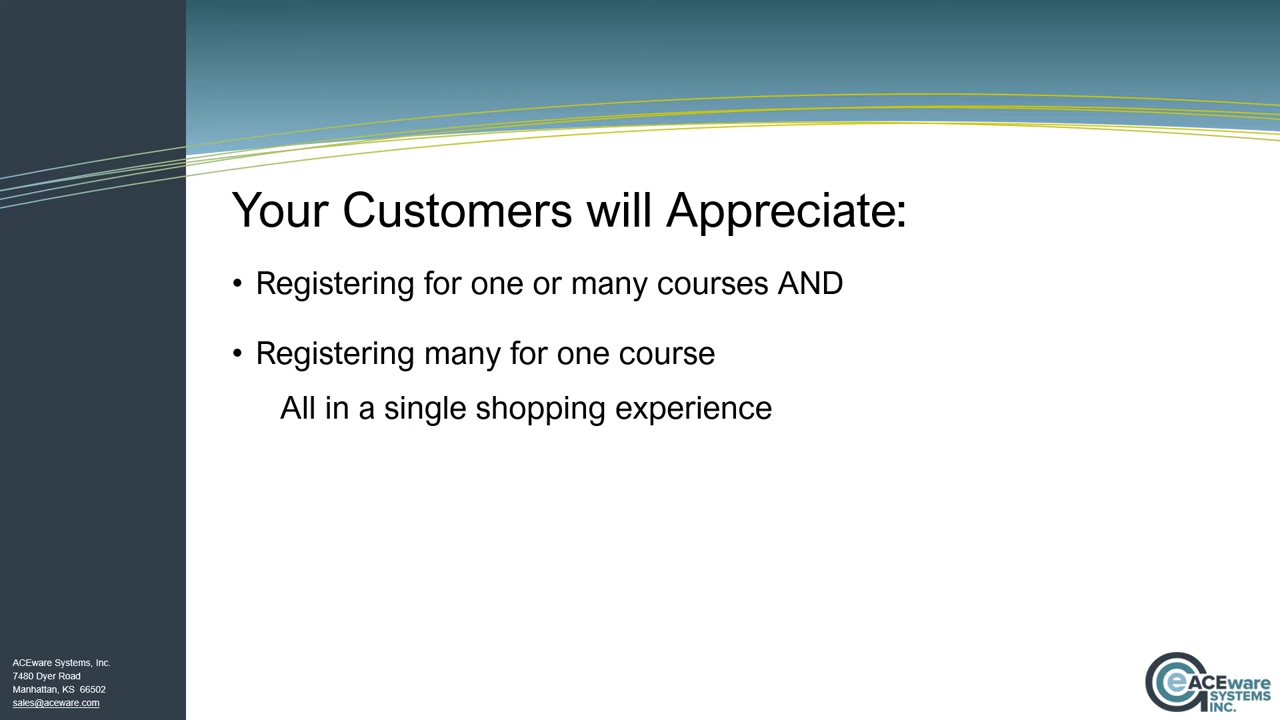 Your Customers will Appreciate:
• Registering for one or many courses AND
• Registering many for one course
All in a single shopping experience
ACEware Systems, Inc.
7480 Dyer Road
Manhattan, KS  66502
sales@aceware.com
eACEware
SYSTEMS
INC.